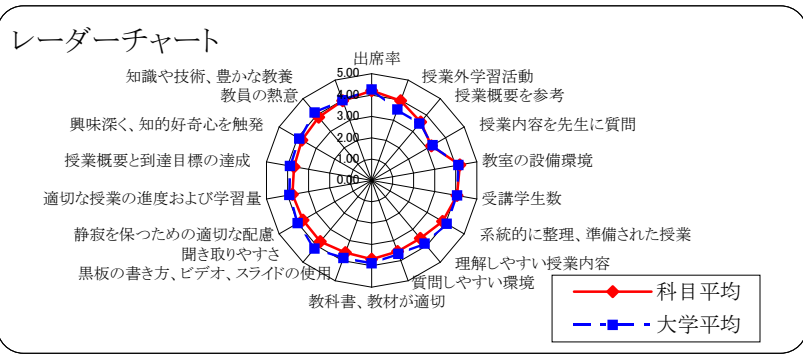 レーダーチャート
出席率
授業外学習活動
授業概要を参考
授業内容を先生に質問
教室の設備環境
受講学生数
系統的に整理、準備された授業
理解しやすい授業内容
質問しやすい環境
教科書、教材が適切
黒板の書き方、ビデオ、スライドの使用
聞き取りやすさ
静寂を保つための適切な配慮
適切な授業の進度および学習量
授業概要と到達目標の達成
興味深く、知的好奇心を触発
教員の熱意
知識や技術、豊かな教養
5.00
4.00
3.00
2.00
1.00
0.00
科目平均
大学平均